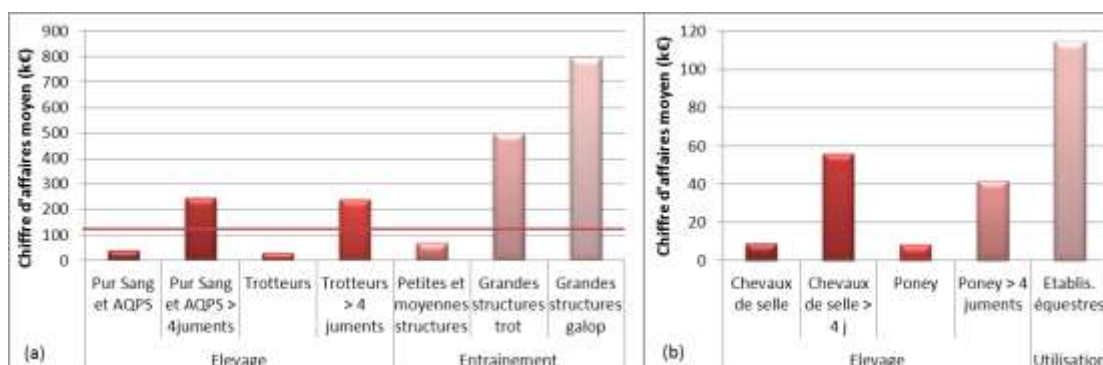 Chiffre d'affaires moyen (k€)
900
800
700
600
500
400
300
200
100
0
Pur Sang
et AQPS
Pur Sang
et AQPS >
4juments
Trotteurs
Trotteurs
> 4
juments
Petites et
moyennes
structures
Grandes
structures
trot
Grandes
structures
galop
(a)
Elevage
Entrainement
Chiffre d'affaires moyen (k€)
120
100
80
60
40
20
0
Chevaux
de selle
Chevaux
de selle >
4 j
Poney
Poney > 4
juments
Etablis.
équestres
(b)
Elevage
Utilisation